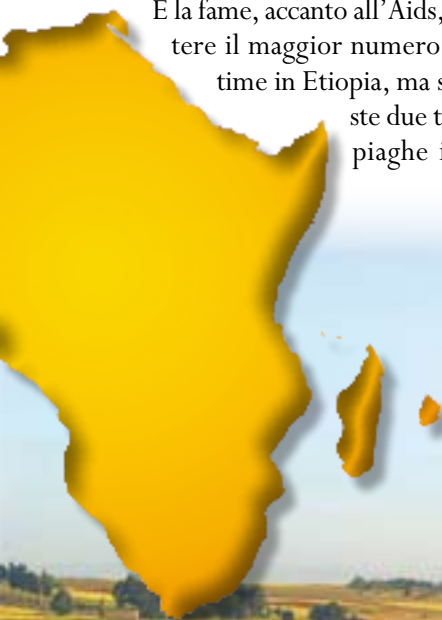 E la fame, accanto all’Aids,
tere il maggior numero
time in Etiopia, ma s
ste due t
piaghe i